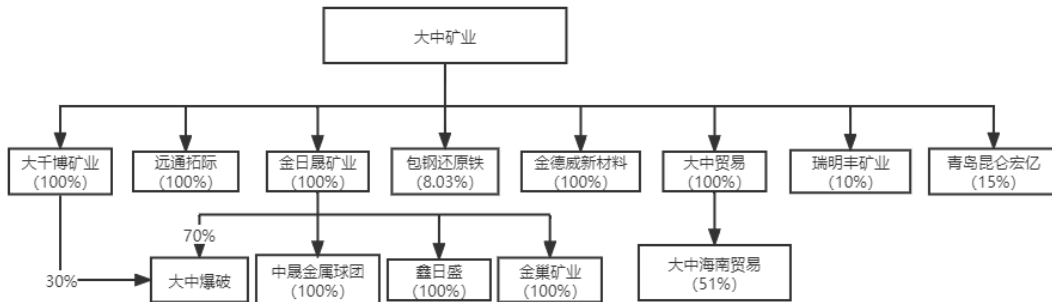 大中矿业
大千博矿业
(100%)
远通拓际
(100%)
金日晟矿业
(100%)
包钢还原铁
(8.03%)
金德威新材料
(100%)
大中贸易
(100%)
瑞明丰矿业
(10%)
青岛昆仑宏亿
(15%)
70%
30%
大中爆破
中晟金属球团
(100%)
鑫日盛
(100%)
金巢矿业
(100%)
大中海南贸易
(51%)